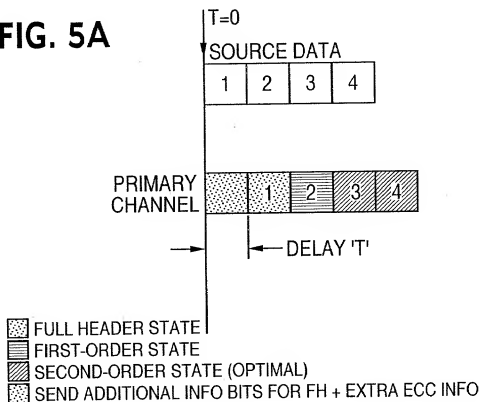 FIG. 5A
T=0
SOURCE DATA
1 2 3 4
PRIMARY
CHANNEL
1 2 3 4
DELAY 'T'
FULL HEADER STATE
FIRST-ORDER STATE
SECOND-ORDER STATE (OPTIMAL)
SEND ADDITIONAL INFO BITS FOR FH + EXTRA ECC INFO